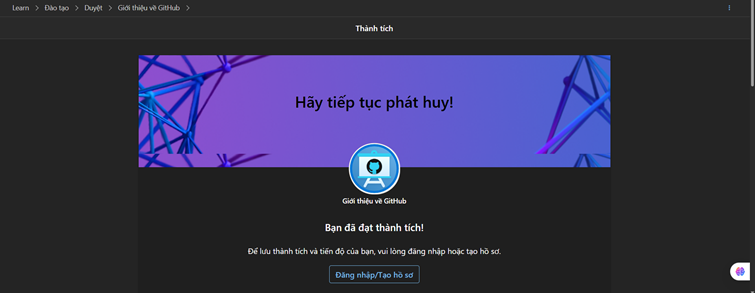 Learn > Đào tạo > Duyệt > Giới thiệu về GitHub >
Thành tích
Hãy tiếp tục phát huy!
Giới thiệu về GitHub
Bạn đã đạt thành tích!
Để lưu thành tích và tiến độ của bạn, vui lòng đăng nhập hoặc tạo hồ sơ.
Đăng nhập/Tạo hồ sơ